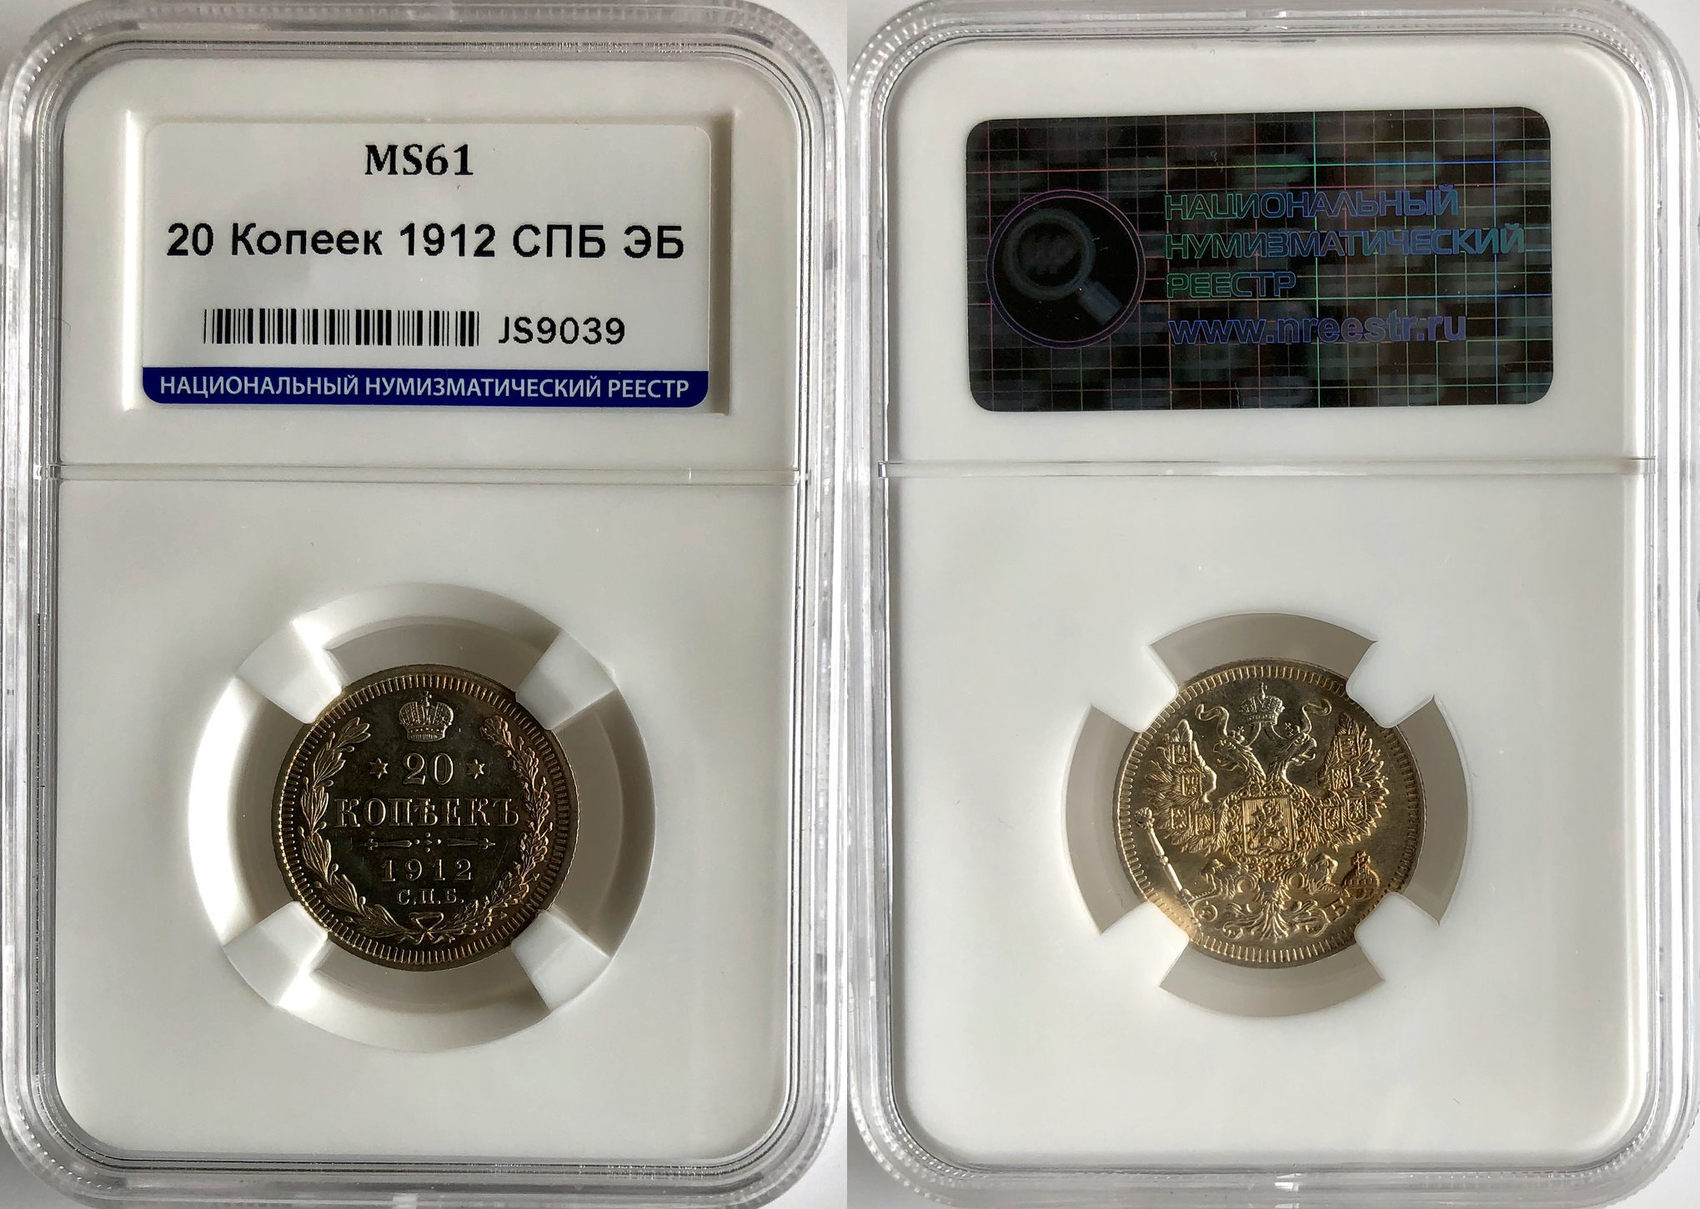 MS61
20 Копеек 1912 СПБ ЭБ
JS9039
НАЦИОНАЛЬНЫЙ НУМИЗМАТИЧЕСКИЙ РЕЕСТР
20
КОПѢЕКЪ
1912
С.П.Б.
НАЦИОНАЛЬНЫЙ
НУМИЗМАТИЧЕСКИЙ
РЕЕСТР
www.nreestr.ru